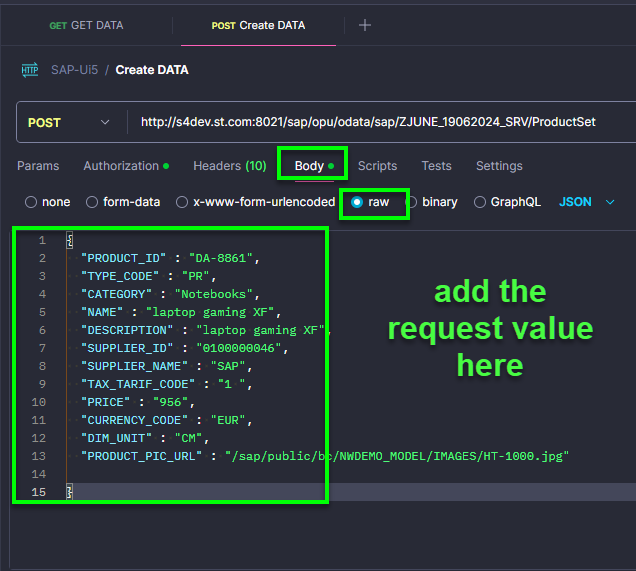 GET GET DATA
POST Create DATA
HTTP SAP-Ui5 / Create DATA
POST http://s4dev.st.com:8021/sap/opu/odata/sap/ZJUNE_19062024_SRV/ProductSet
Params Authorization Headers (10) Body Scripts Tests Settings
none form-data x-www-form-urlencoded raw binary GraphQL JSON
1 {
2 "PRODUCT_ID" : "DA-8861",
3 "TYPE_CODE" : "PR",
4 "CATEGORY" : "Notebooks",
5 "NAME" : "laptop gaming XF",
6 "DESCRIPTION" : "laptop gaming XF",
7 "SUPPLIER_ID" : "0100000046",
8 "SUPPLIER_NAME" : "SAP",
9 "TAX_TARIF_CODE" : "1 ",
10 "PRICE" : "956",
11 "CURRENCY_CODE" : "EUR",
12 "DIM_UNIT" : "CM",
13 "PRODUCT_PIC_URL" : "/sap/public/bc/NWDEMO_MODEL/IMAGES/HT-1000.jpg"
14
15 }
add the
request value
here